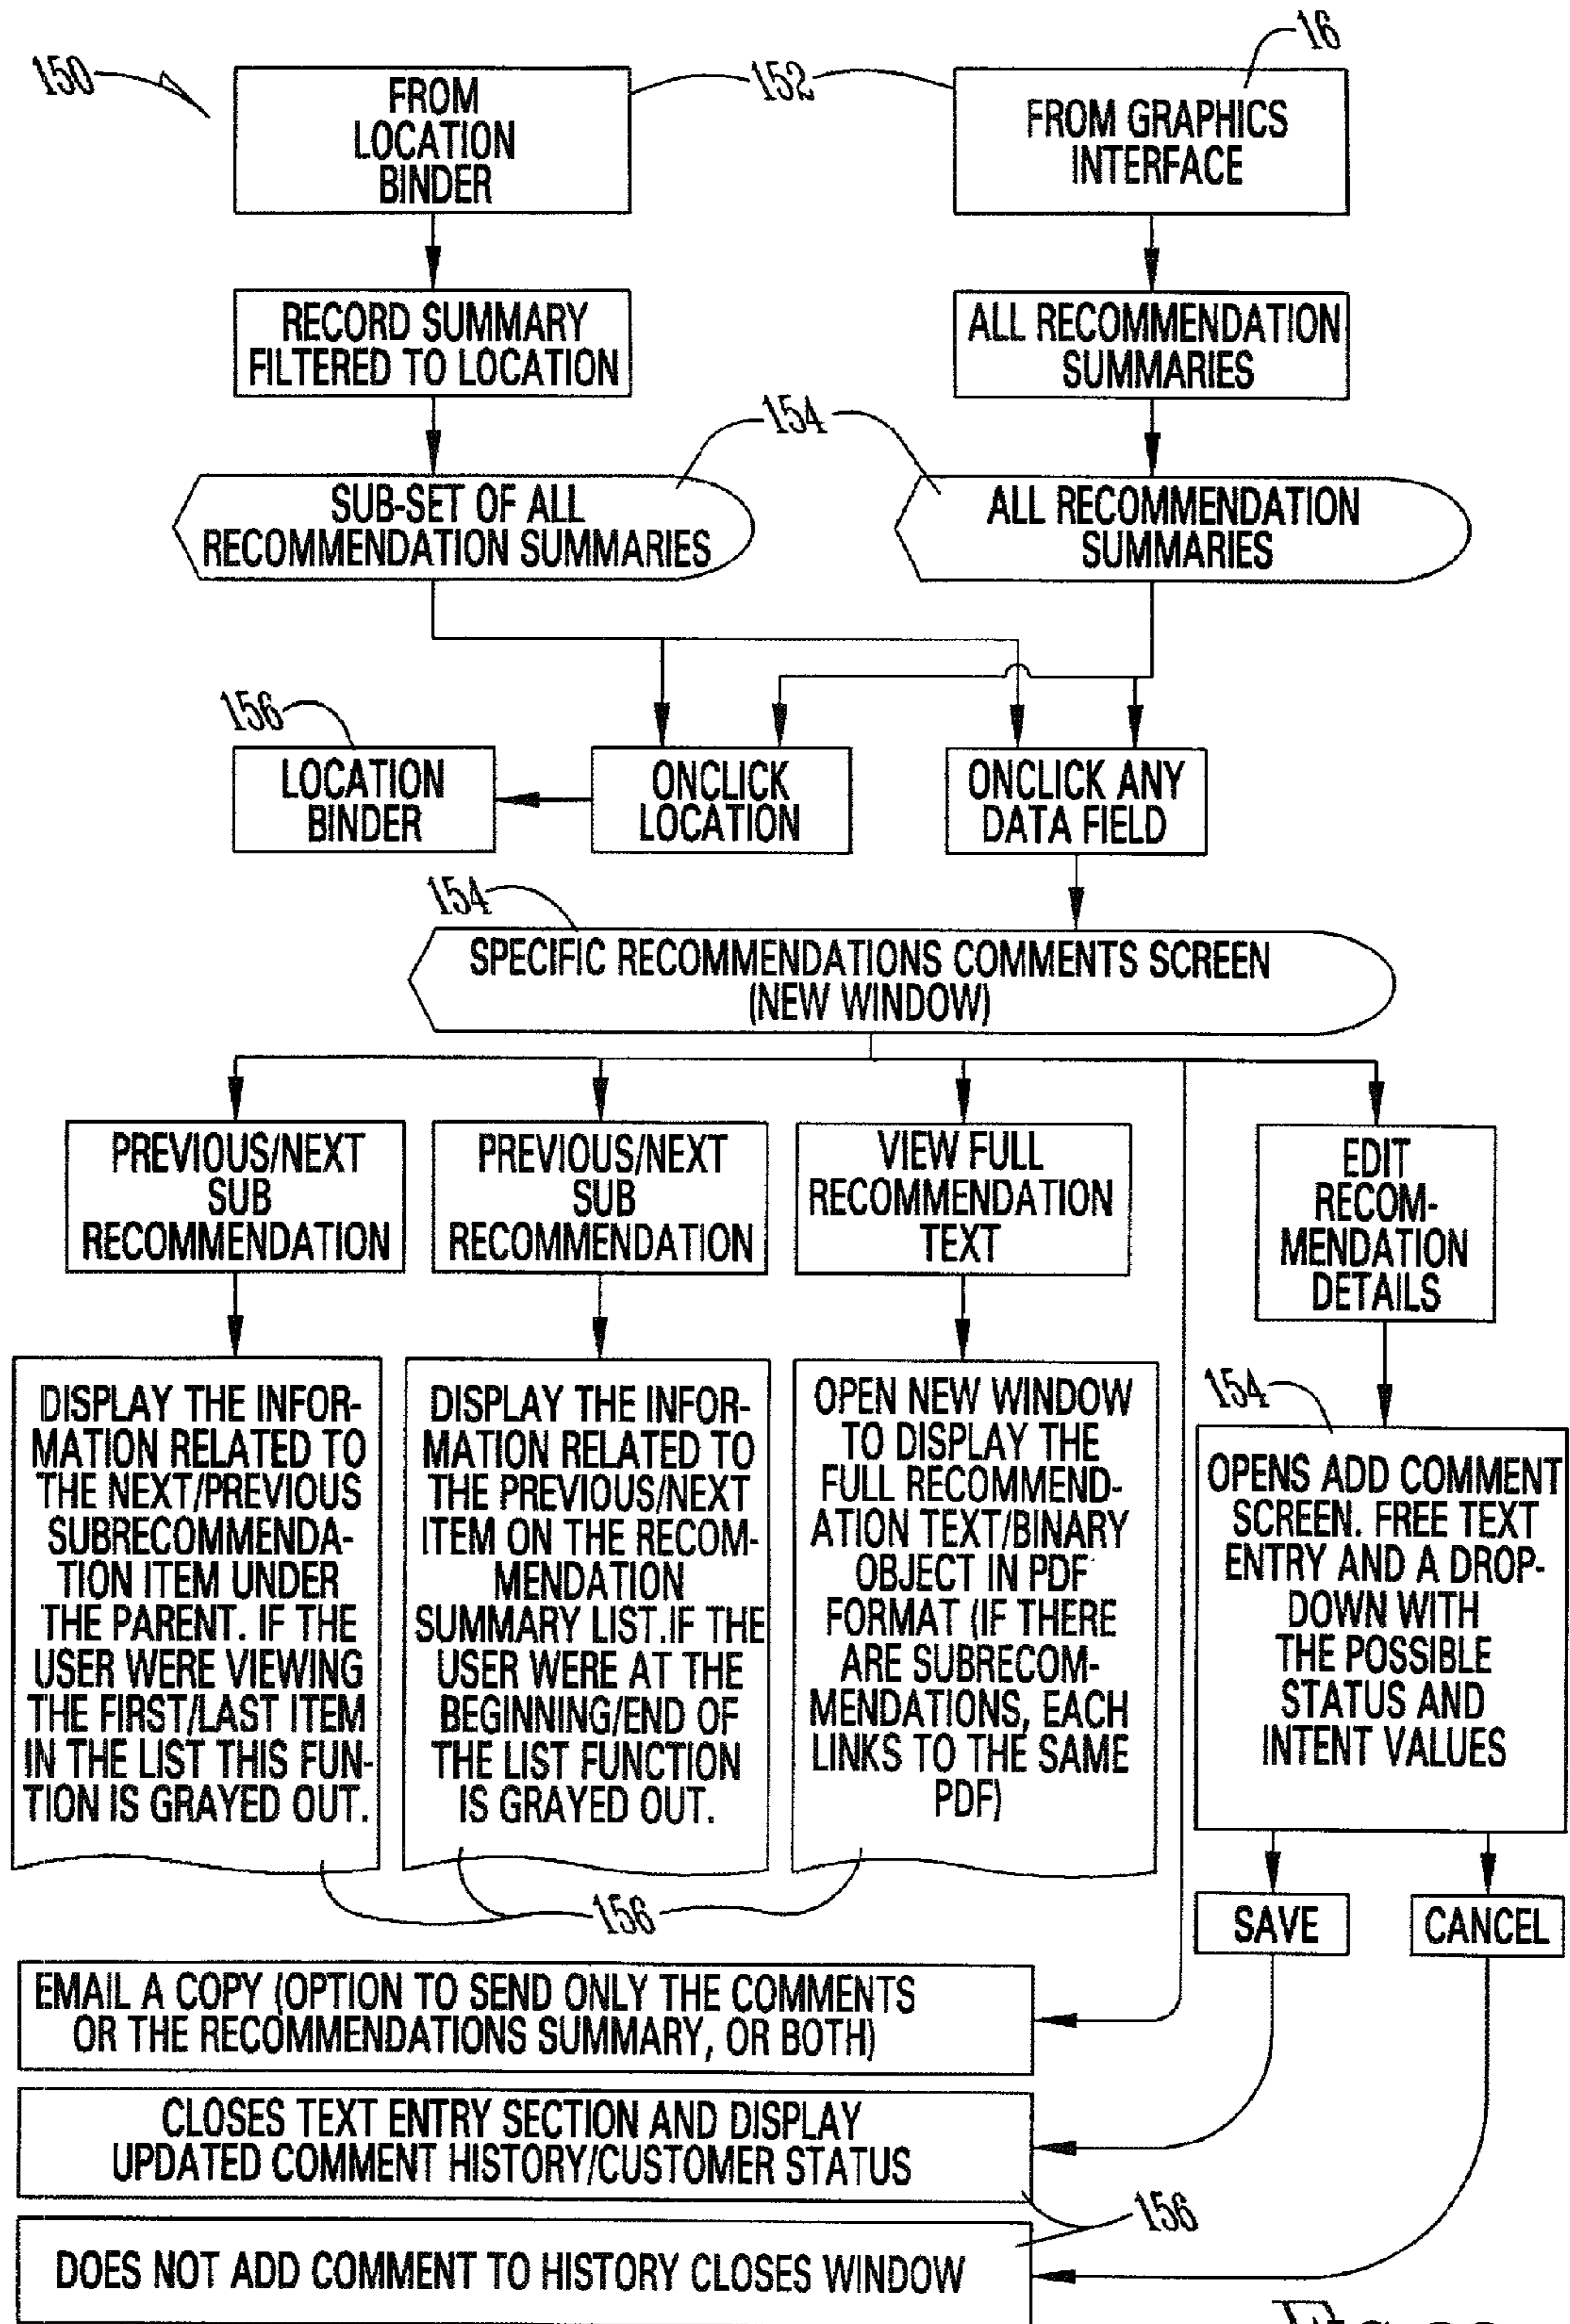 150
152
16
FROM
LOCATION
BINDER
FROM GRAPHICS
INTERFACE
RECORD SUMMARY
FILTERED TO LOCATION
ALL RECOMMENDATION
SUMMARIES
154
SUB-SET OF ALL
RECOMMENDATION SUMMARIES
ALL RECOMMENDATION
SUMMARIES
156
LOCATION
BINDER
ONCLICK
LOCATION
ONCLICK ANY
DATA FIELD
154
SPECIFIC RECOMMENDATIONS COMMENTS SCREEN
(NEW WINDOW)
PREVIOUS/NEXT
SUB
RECOMMENDATION
PREVIOUS/NEXT
SUB
RECOMMENDATION
VIEW FULL
RECOMMENDATION
TEXT
EDIT
RECOM-
MENDATION
DETAILS
DISPLAY THE INFOR-
MATION RELATED TO
THE NEXT/PREVIOUS
SUBRECOMMENDA-
TION ITEM UNDER
THE PARENT. IF THE
USER WERE VIEWING
THE FIRST/LAST ITEM
IN THE LIST THIS FUN-
TION IS GRAYED OUT.
DISPLAY THE INFOR-
MATION RELATED TO
THE PREVIOUS/NEXT
ITEM ON THE RECOM-
MENDATION
SUMMARY LIST.IF THE
USER WERE AT THE
BEGINNING/END OF
THE LIST FUNCTION
IS GRAYED OUT.
OPEN NEW WINDOW
TO DISPLAY THE
FULL RECOMMEND-
ATION TEXT/BINARY
OBJECT IN PDF
FORMAT (IF THERE
ARE SUBRECOM-
MENDATIONS, EACH
LINKS TO THE SAME
PDF)
154
OPENS ADD COMMENT
SCREEN. FREE TEXT
ENTRY AND A DROP-
DOWN WITH
THE POSSIBLE
STATUS AND
INTENT VALUES
156
SAVE
CANCEL
EMAIL A COPY (OPTION TO SEND ONLY THE COMMENTS
OR THE RECOMMENDATIONS SUMMARY, OR BOTH)
CLOSES TEXT ENTRY SECTION AND DISPLAY
UPDATED COMMENT HISTORY/CUSTOMER STATUS
156
DOES NOT ADD COMMENT TO HISTORY CLOSES WINDOW